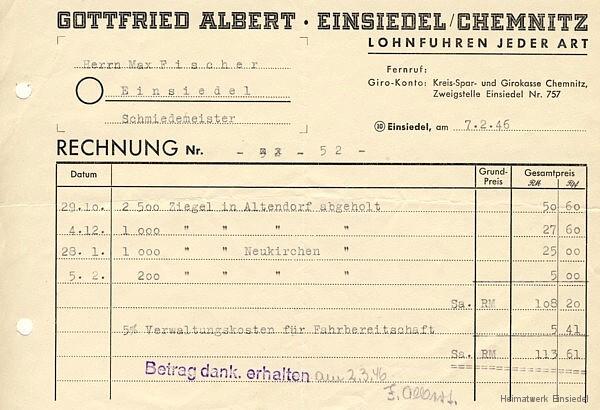 GOTTFRIED ALBERT · EINSIEDEL/CHEMNITZ
LOHNFUHREN JEDER ART
Herrn Max Fischer
Einsiedel
Schmiedemeister
Fernruf:
Giro-Konto: Kreis-Spar- und Girokasse Chemnitz,
Zweigstelle Einsiedel Nr. 757
⑩ Einsiedel, am 7.2.46
RECHNUNG Nr. - 52 -
Datum Grund-Preis Gesamtpreis
RM Rpf
29.10. 2 500 Ziegel in Altendorf abgeholt 50 60
4.12. 1 000 " " " " 27 60
28. 1. 1 000 " " Neukirchen " 25 00
5. 2. 200 " " " " 5 00
Sa. RM 108 20
5% Verwaltungskosten für Fahrbereitschaft 5 41
Sa. RM 113 61
Betrag dank. erhalten am 2.3.46
Heimatwerk Einsiedel